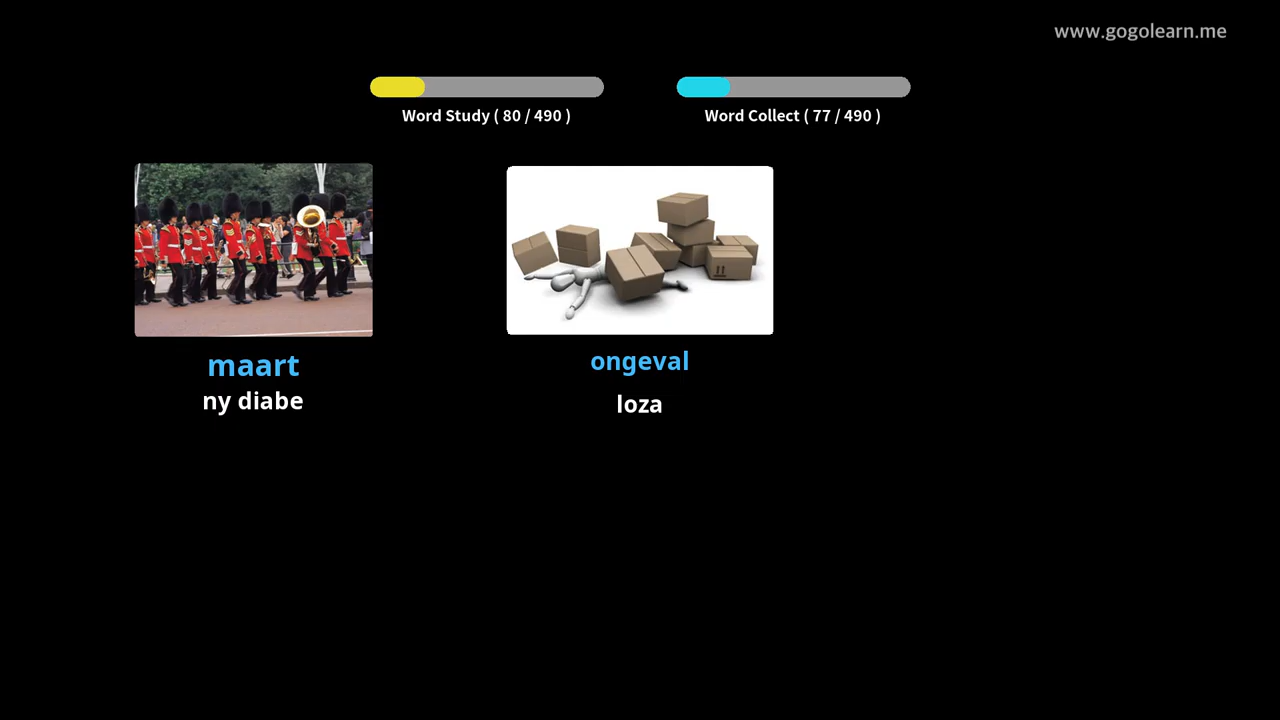 www.gogolearn.me
Word Study ( 80 / 490 )
Word Collect ( 77 / 490 )
maart
ny diabe
ongeval
loza